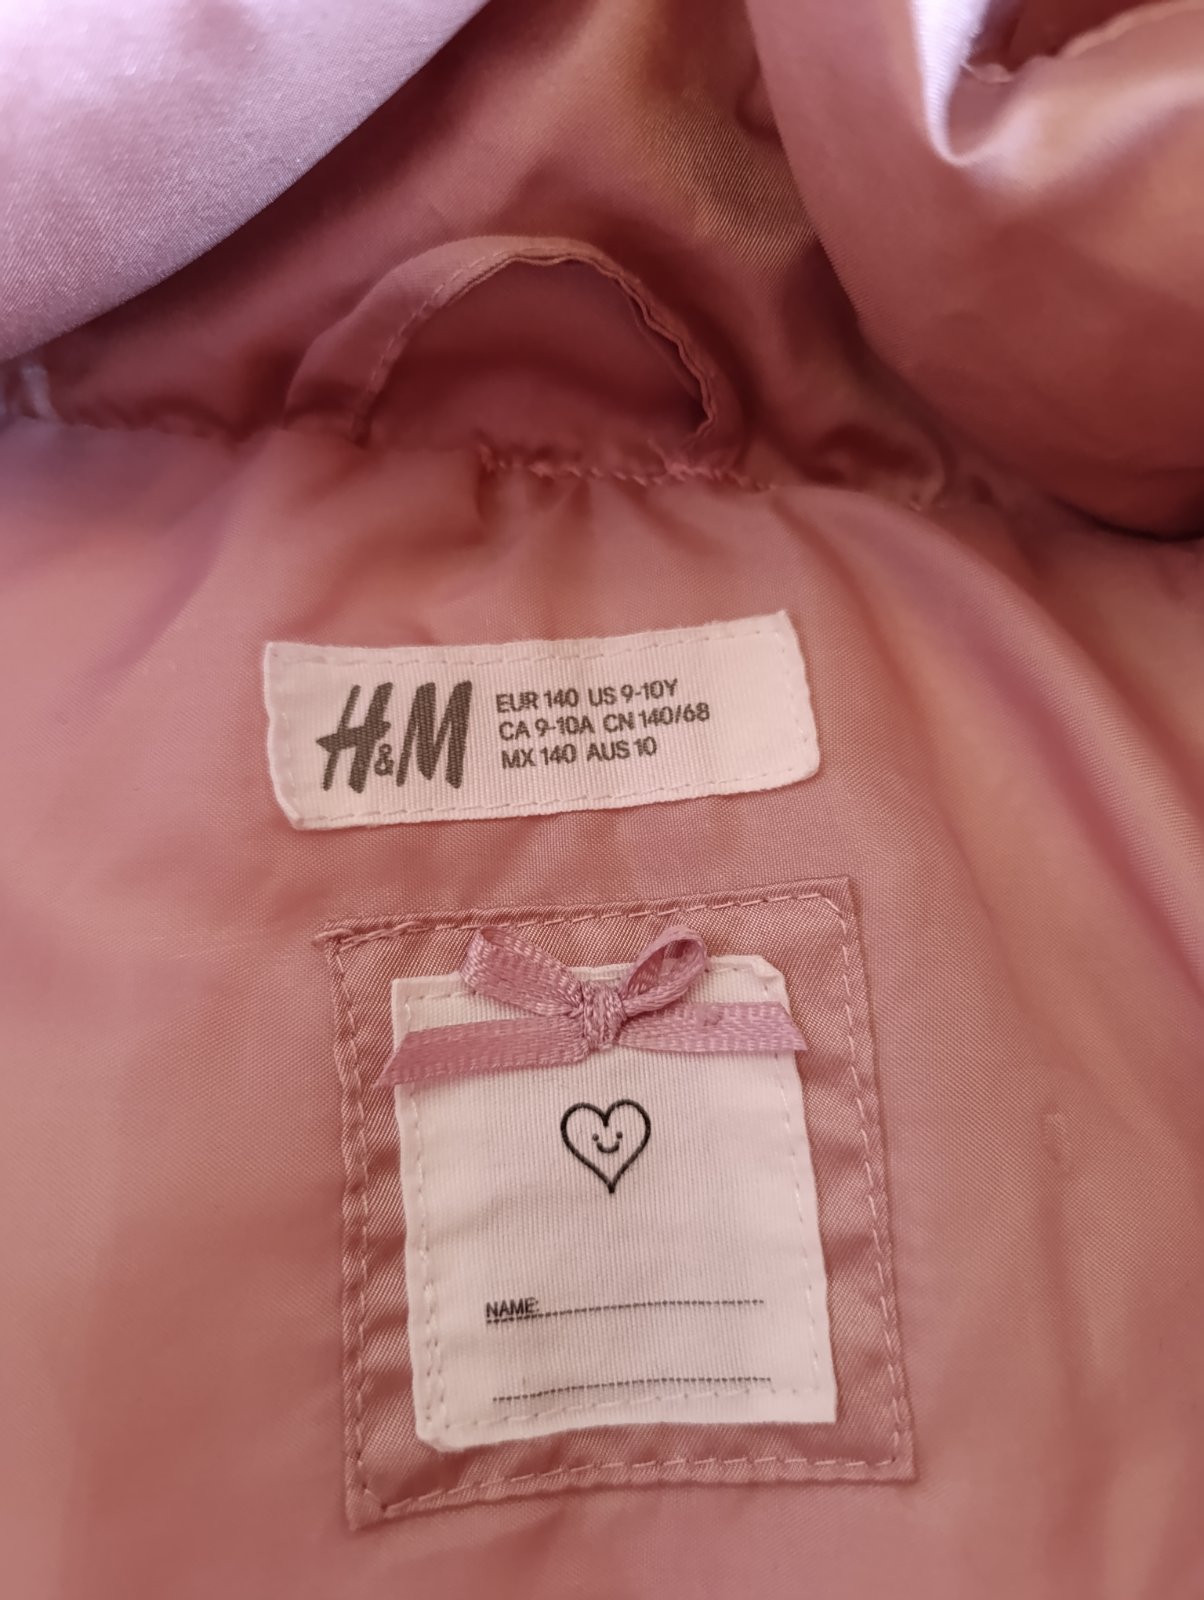 H&M
EUR 140 US 9-10Y
CA 9-10A CN 140/68
MX 140 AUS 10
NAME: